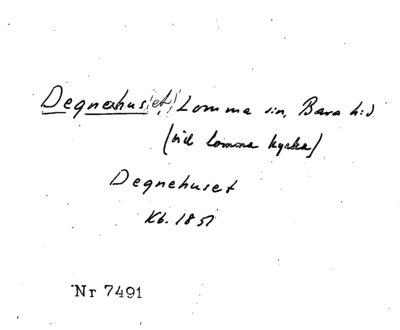 Degnehus(et) Lomma sn, Bara hd.
(vid Lomma kyrka)
Degnehuset
Kb. 1851
Nr 7491